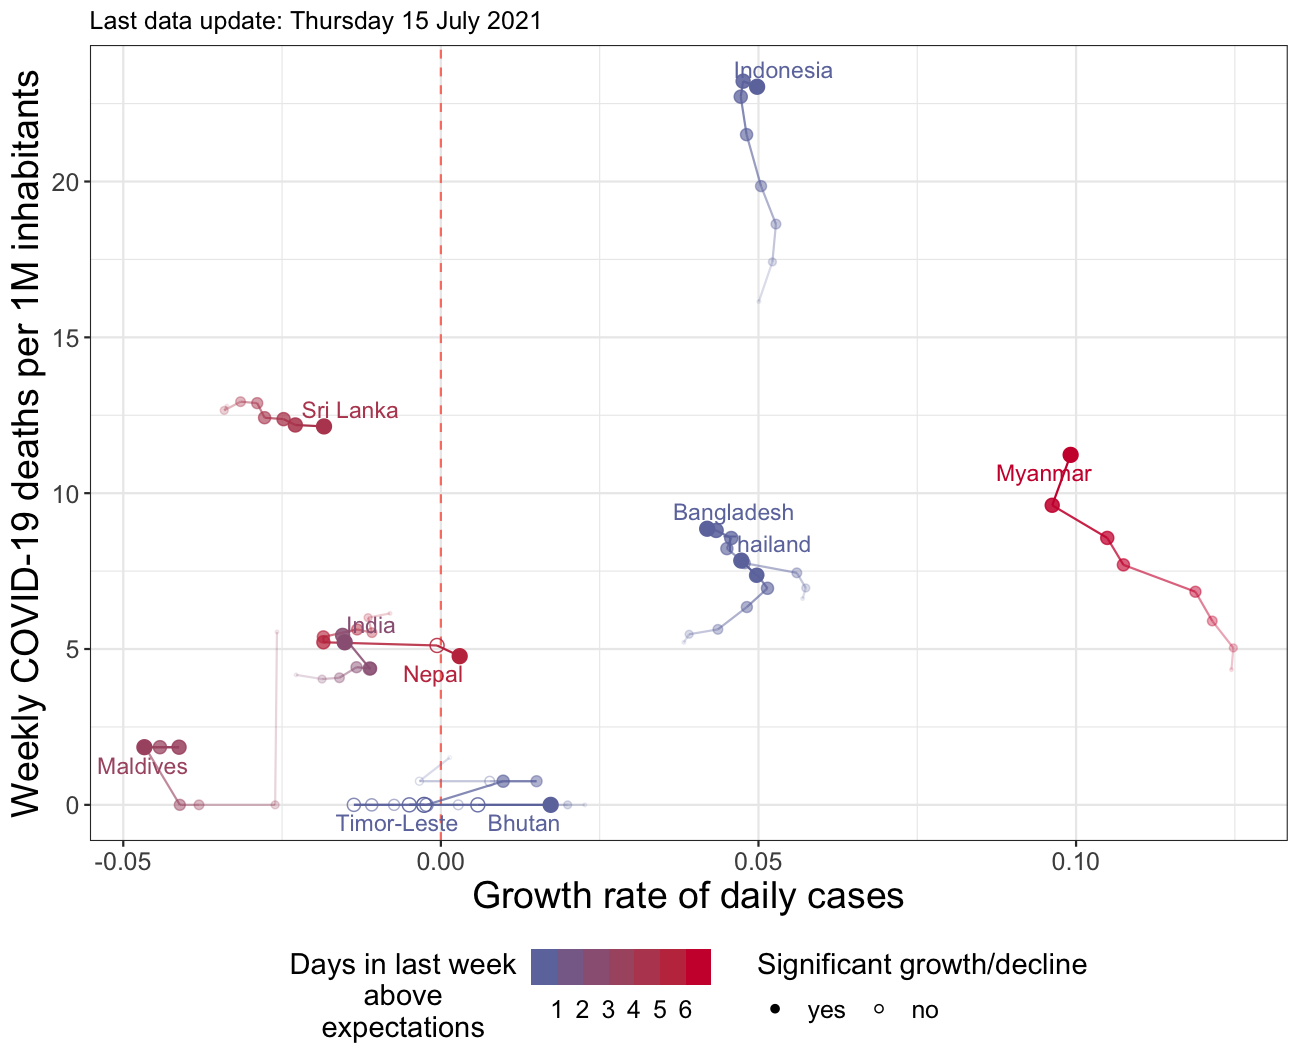 Last data update: Thursday 15 July 2021
Weekly COVID-19 deaths per 1M inhabitants
20
15
10
5
0
Indonesia
Sri Lanka
Myanmar
Bangladesh
Thailand
India
Nepal
Maldives
Timor-Leste
Bhutan
-0.05
0.00
0.05
0.10
Growth rate of daily cases
Days in last week
above
expectations
1 2 3 4 5 6
Significant growth/decline
yes
no